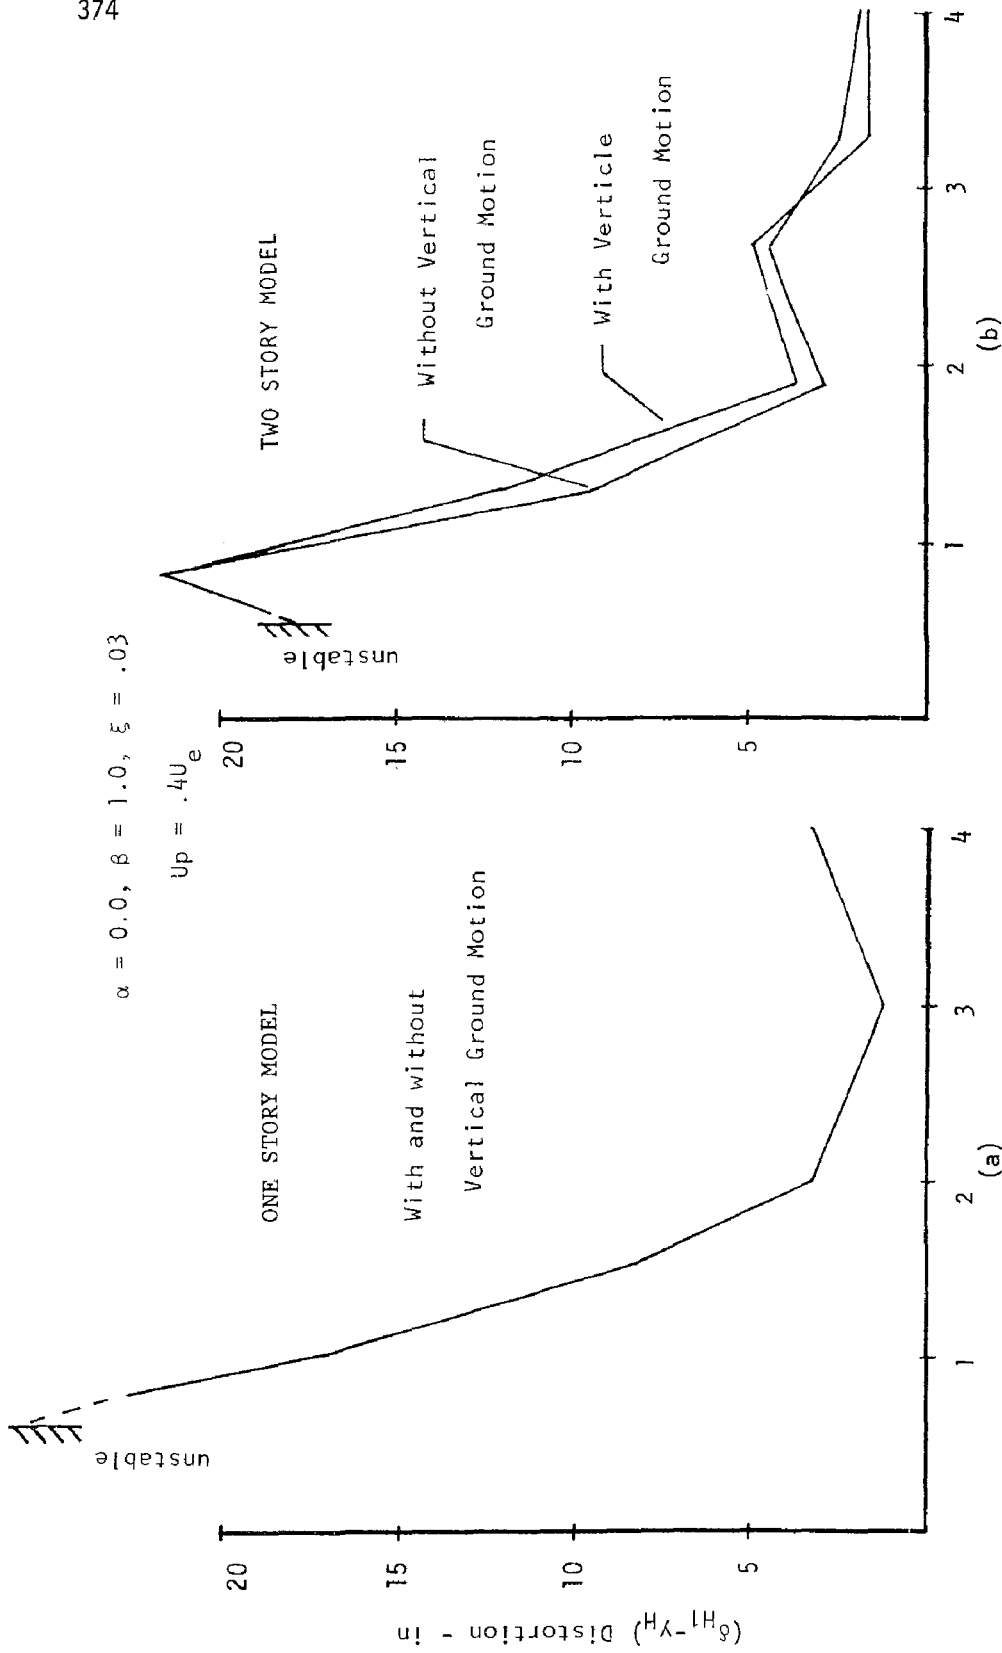 374
α = 0.0, β = 1.0, ξ = .03
Up = .4Ue
ONE STORY MODEL
With and without
Vertical Ground Motion
unstable
20
15
10
5
1
2
3
4
(δH1-YH) Distortion - in
(a)
TWO STORY MODEL
Without Vertical
Ground Motion
With Verticle
Ground Motion
unstable
20
15
10
5
1
2
3
4
(b)